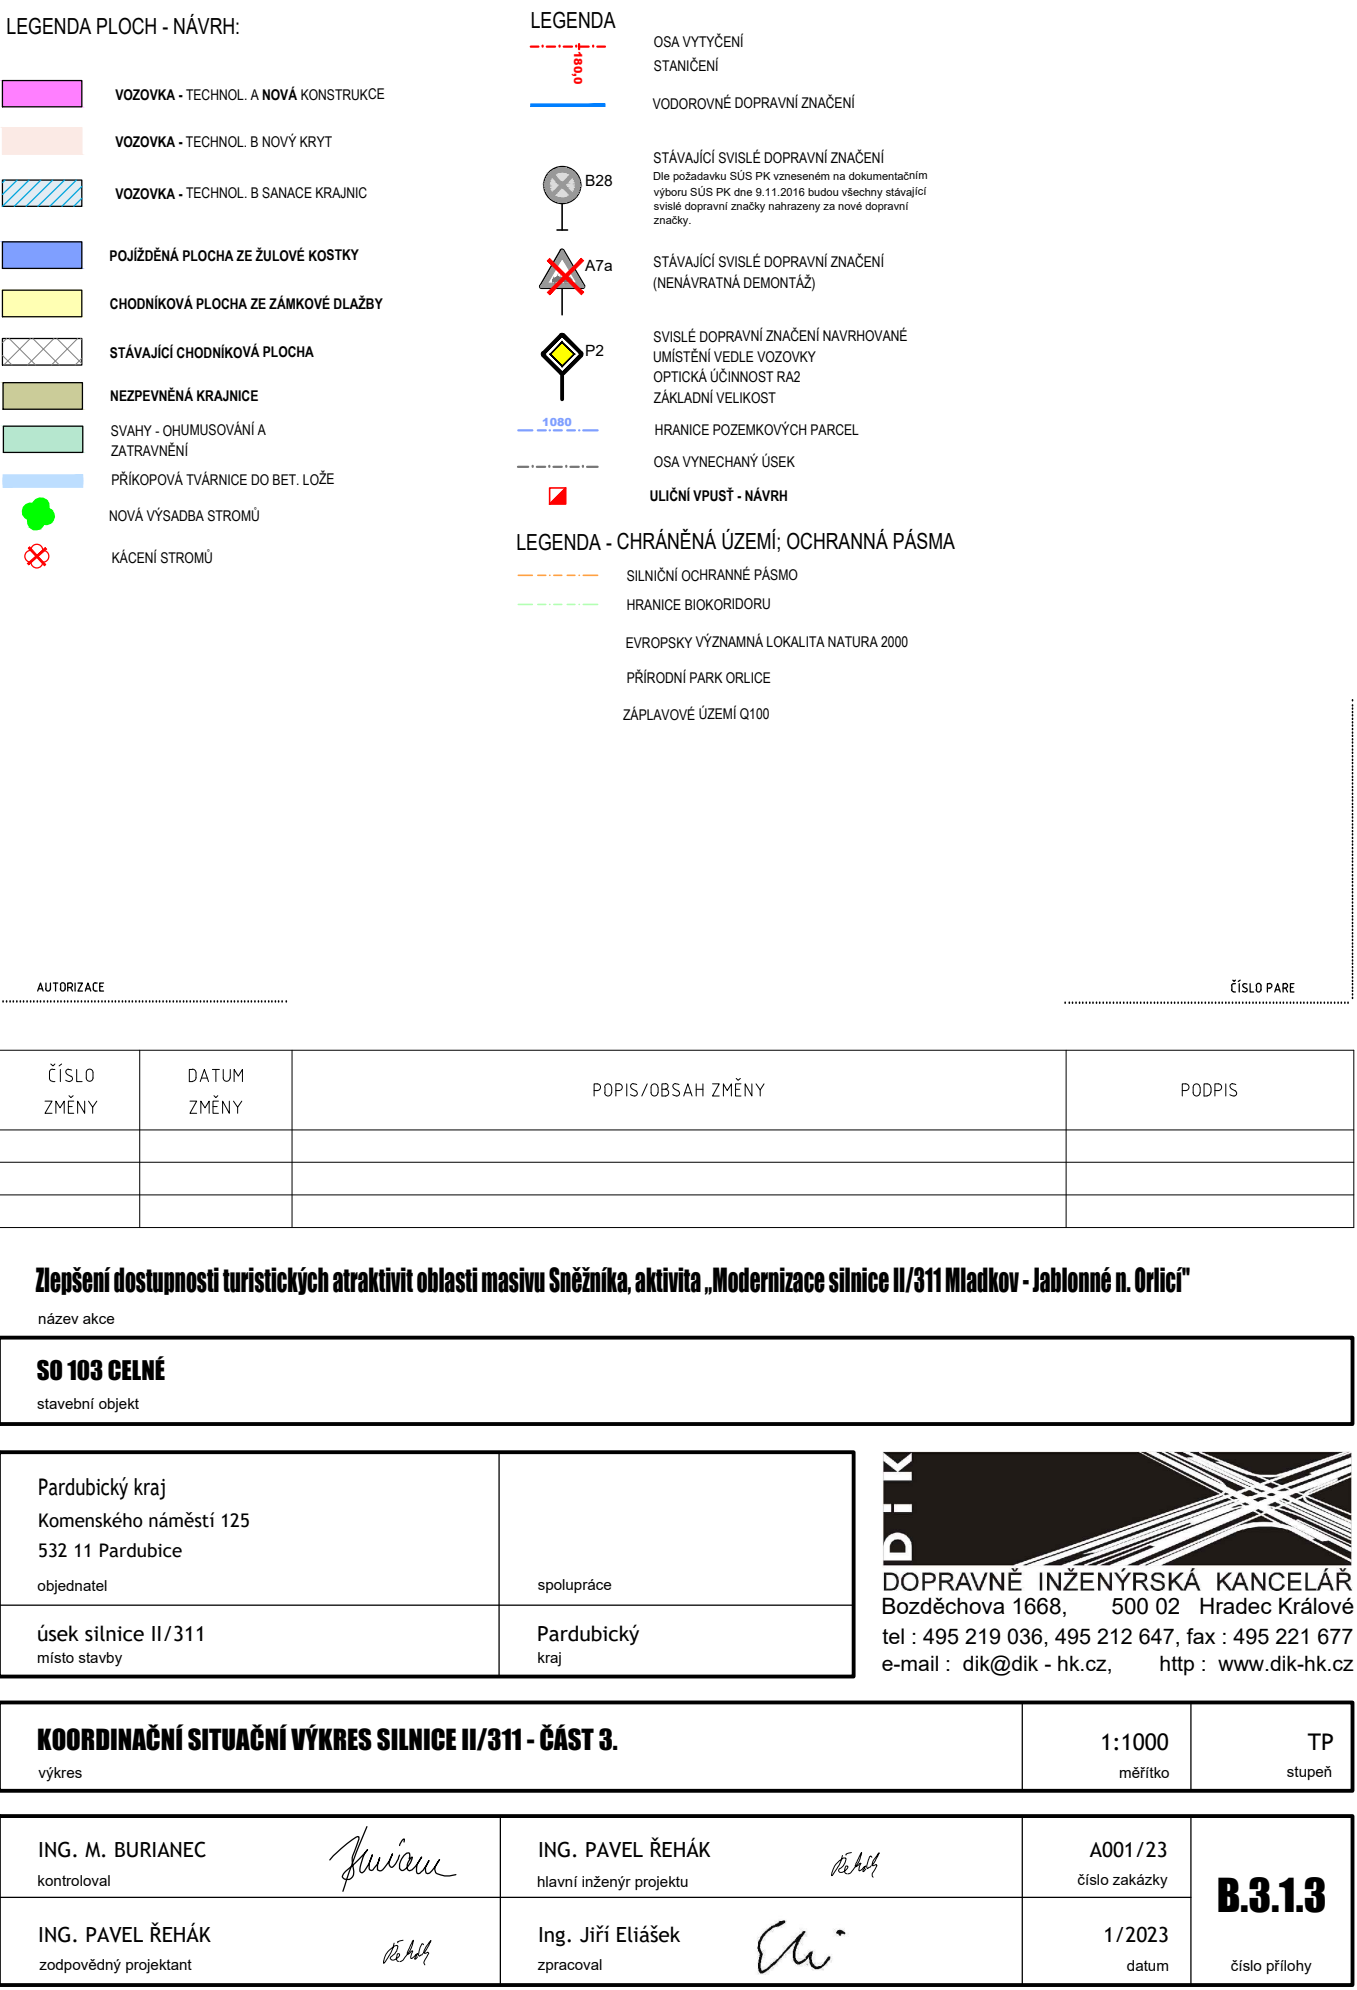 LEGENDA PLOCH - NÁVRH:
VOZOVKA - TECHNOL. A NOVÁ KONSTRUKCE
VOZOVKA - TECHNOL. B NOVÝ KRYT
VOZOVKA - TECHNOL. B SANACE KRAJNIC
POJÍŽDĚNÁ PLOCHA ZE ŽULOVÉ KOSTKY
CHODNÍKOVÁ PLOCHA ZE ZÁMKOVÉ DLAŽBY
STÁVAJÍCÍ CHODNÍKOVÁ PLOCHA
NEZPEVNĚNÁ KRAJNICE
SVAHY - OHUMUSOVÁNÍ A
ZATRAVNĚNÍ
PŘÍKOPOVÁ TVÁRNICE DO BET. LOŽE
NOVÁ VÝSADBA STROMŮ
KÁCENÍ STROMŮ
LEGENDA
180,0
OSA VYTYČENÍ
STANIČENÍ
VODOROVNÉ DOPRAVNÍ ZNAČENÍ
B28
STÁVAJÍCÍ SVISLÉ DOPRAVNÍ ZNAČENÍ
Dle požadavku SÚS PK vzneseném na dokumentačním
výboru SÚS PK dne 9.11.2016 budou všechny stávající
svislé dopravní značky nahrazeny za nové dopravní
značky.
A7a
STÁVAJÍCÍ SVISLÉ DOPRAVNÍ ZNAČENÍ
(NENÁVRATNÁ DEMONTÁŽ)
P2
SVISLÉ DOPRAVNÍ ZNAČENÍ NAVRHOVANÉ
UMÍSTĚNÍ VEDLE VOZOVKY
OPTICKÁ ÚČINNOST RA2
ZÁKLADNÍ VELIKOST
1080
HRANICE POZEMKOVÝCH PARCEL
OSA VYNECHANÝ ÚSEK
ULIČNÍ VPUSŤ - NÁVRH
LEGENDA - CHRÁNĚNÁ ÚZEMÍ; OCHRANNÁ PÁSMA
SILNIČNÍ OCHRANNÉ PÁSMO
HRANICE BIOKORIDORU
EVROPSKY VÝZNAMNÁ LOKALITA NATURA 2000
PŘÍRODNÍ PARK ORLICE
ZÁPLAVOVÉ ÚZEMÍ Q100
AUTORIZACE
ČÍSLO PARE
ČÍSLO
ZMĚNY
DATUM
ZMĚNY
POPIS/OBSAH ZMĚNY
PODPIS
Zlepšení dostupnosti turistických atraktivit oblasti masivu Sněžníka, aktivita „Modernizace silnice II/311 Mladkov - Jablonné n. Orlicí"
název akce
SO 103 CELNÉ
stavební objekt
Pardubický kraj
Komenského náměstí 125
532 11 Pardubice
objednatel
spolupráce
úsek silnice II/311
místo stavby
Pardubický
kraj
DiK
DOPRAVNĚ INŽENÝRSKÁ KANCELÁŘ
Bozděchova 1668, 500 02 Hradec Králové
tel : 495 219 036, 495 212 647, fax : 495 221 677
e-mail : dik@dik - hk.cz, http : www.dik-hk.cz
KOORDINAČNÍ SITUAČNÍ VÝKRES SILNICE II/311 - ČÁST 3.
výkres
1:1000
měřítko
TP
stupeň
ING. M. BURIANEC
kontroloval
ING. PAVEL ŘEHÁK
hlavní inženýr projektu
Řehák
A001/23
číslo zakázky
ING. PAVEL ŘEHÁK
zodpovědný projektant
Řehák
Ing. Jiří Eliášek
zpracoval
1/2023
datum
B.3.1.3
číslo přílohy